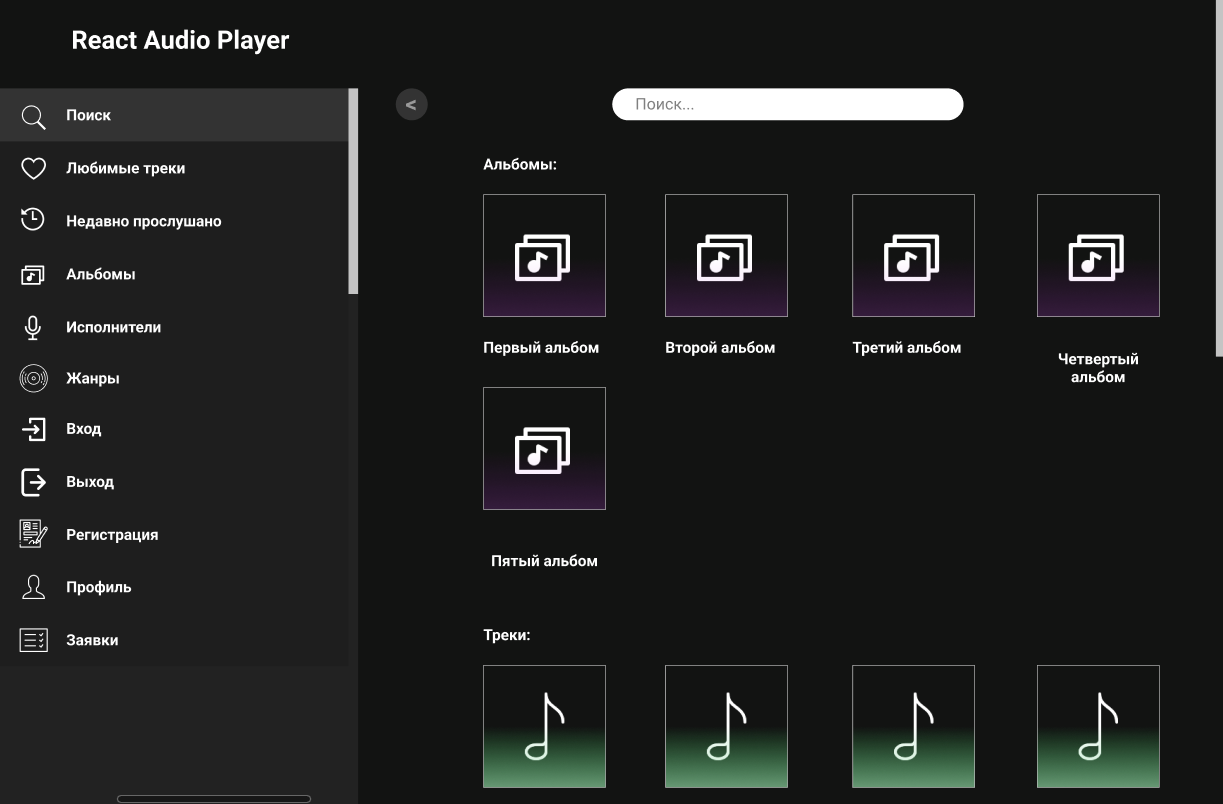 React Audio Player
Поиск
Любимые треки
Недавно прослушано
Альбомы
Исполнители
Жанры
Вход
Выход
Регистрация
Профиль
Заявки
<
Поиск...
Альбомы:
Первый альбом
Второй альбом
Третий альбом
Четвертый
альбом
Пятый альбом
Треки: